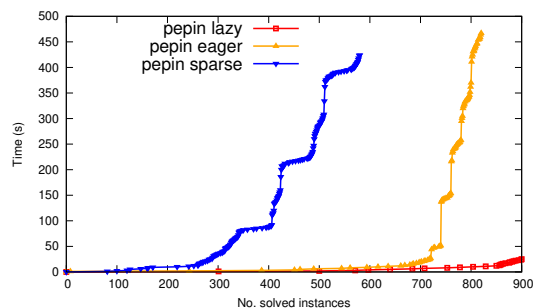 pepin lazy
pepin eager
pepin sparse
Time (s)
500
450
400
350
300
250
200
150
100
50
0
0 100 200 300 400 500 600 700 800 900
No. solved instances